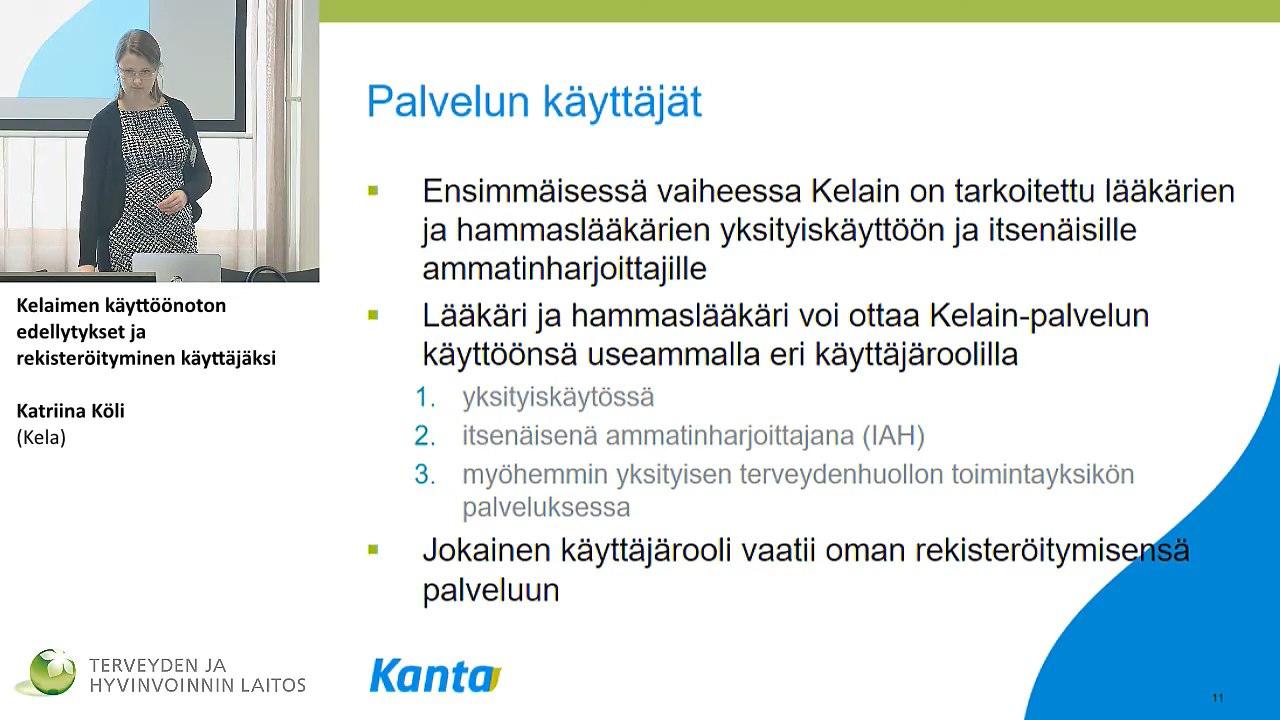 Palvelun käyttäjät
Ensimmäisessä vaiheessa Kelain on tarkoitettu lääkärien
ja hammaslääkärien yksityiskäyttöön ja itsenäisille
ammatinharjoittajille
Lääkäri ja hammaslääkäri voi ottaa Kelain-palvelun
käyttöönsä useammalla eri käyttäjäroolilla
1. yksityiskäytössä
2. itsenäisenä ammatinharjoittajana (IAH)
3. myöhemmin yksityisen terveydenhuollon toimintayksikön
palveluksessa
Jokainen käyttäjärooli vaatii oman rekisteröitymisensä
palveluun
Kelaimen käyttöönoton
edellytykset ja
rekisteröityminen käyttäjäksi
Katriina Köli
(Kela)
TERVEYDEN JA
HYVINVOINNIN LAITOS
Kanta
11